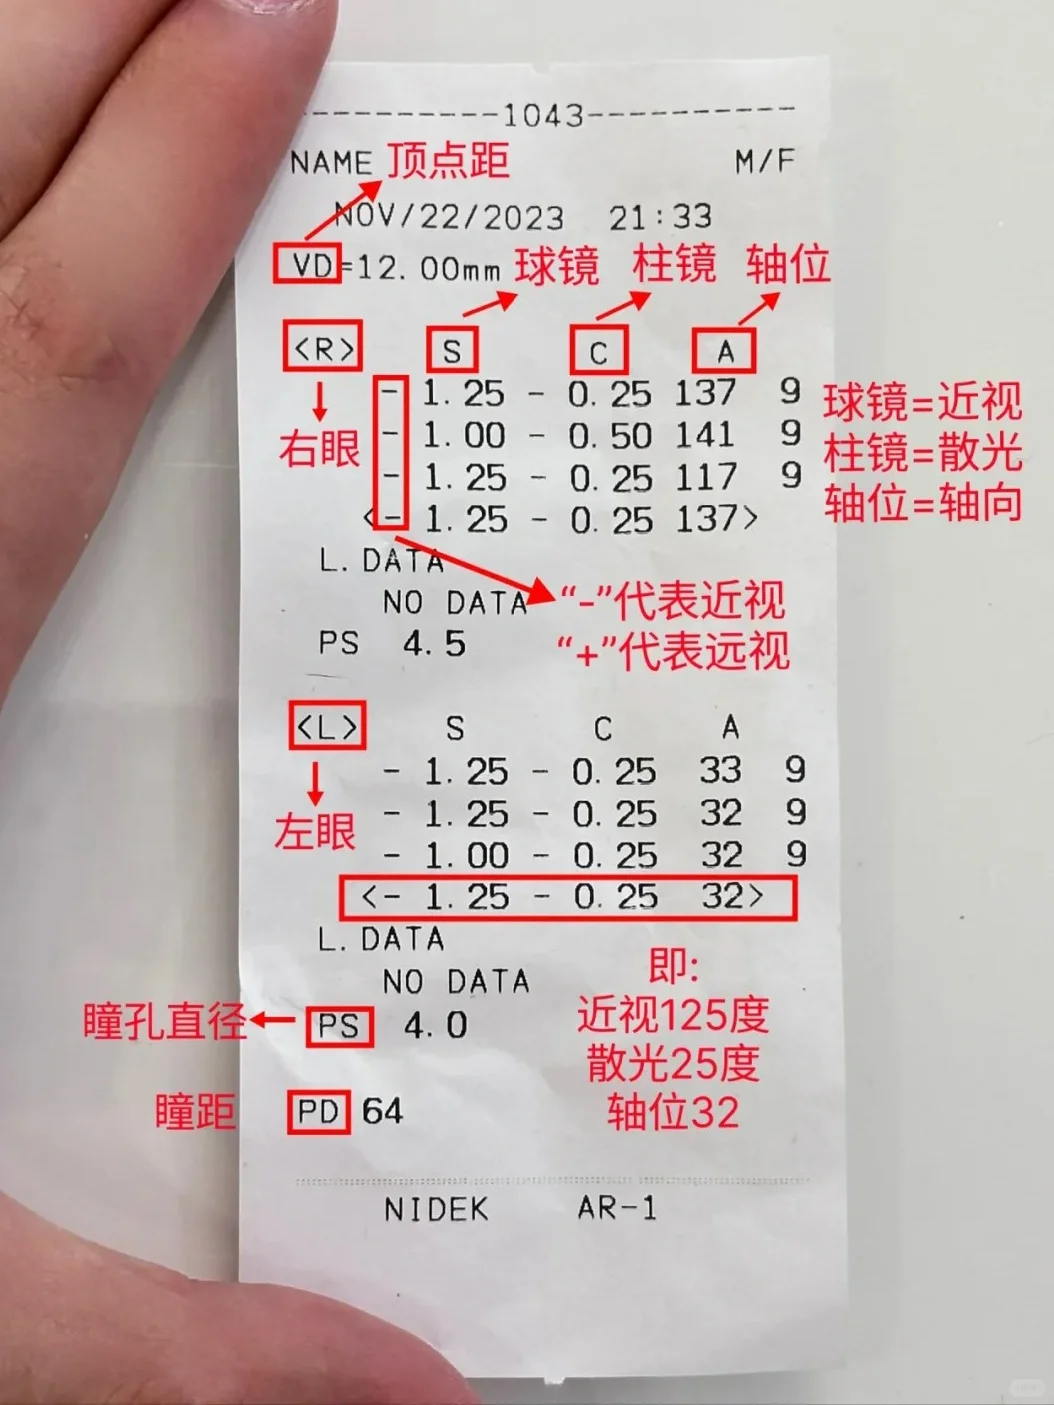 ----------1043----------
NAME 顶点距 M/F
NOV/22/2023 21:33
VD=12.00mm 球镜 柱镜 轴位
<R> S C A
- 1.25 - 0.25 137 9
- 1.00 - 0.50 141 9
- 1.25 - 0.25 117 9
<- 1.25 - 0.25 137>
右眼
球镜=近视
柱镜=散光
轴位=轴向
L.DATA
NO DATA
“-”代表近视
“+”代表远视
PS 4.5
<L> S C A
- 1.25 - 0.25 33 9
- 1.25 - 0.25 32 9
- 1.00 - 0.25 32 9
<- 1.25 - 0.25 32>
左眼
L.DATA
NO DATA
即:
近视125度
散光25度
轴位32
瞳孔直径 PS 4.0
瞳距 PD 64
NIDEK AR-1